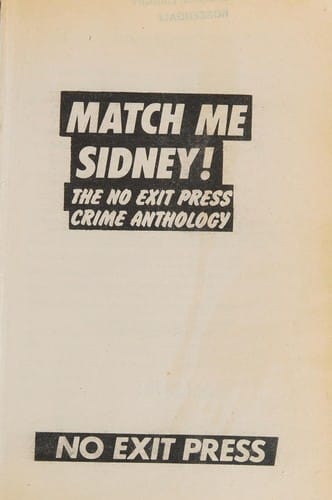 MATCH ME
SIDNEY!
THE NO EXIT PRESS
CRIME ANTHOLOGY
NO EXIT PRESS